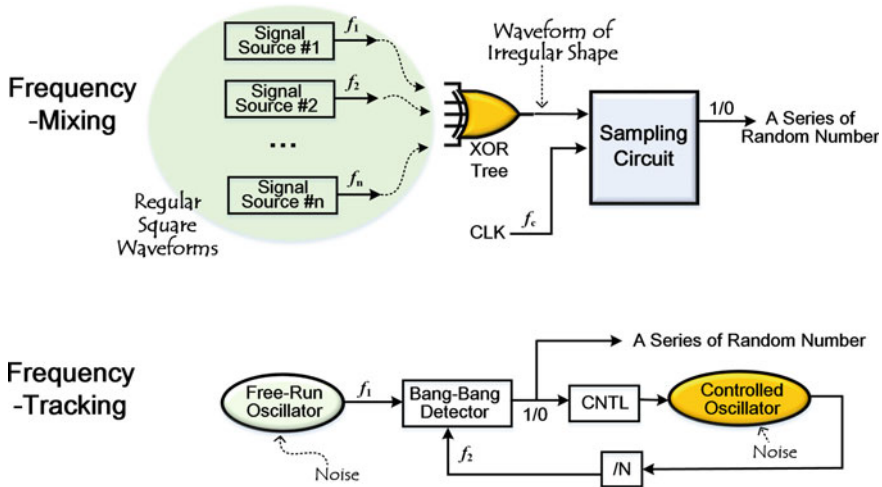 Frequency
-Mixing
Signal
Source #1
f1
Signal
Source #2
f2
...
Signal
Source #n
fn
Regular
Square
Waveforms
XOR
Tree
Waveform of
Irregular Shape
CLK
fc
Sampling
Circuit
1/0
A Series of
Random Number
Frequency
-Tracking
Free-Run
Oscillator
Noise
f1
Bang-Bang
Detector
1/0
A Series of Random Number
CNTL
Controlled
Oscillator
Noise
/N
f2